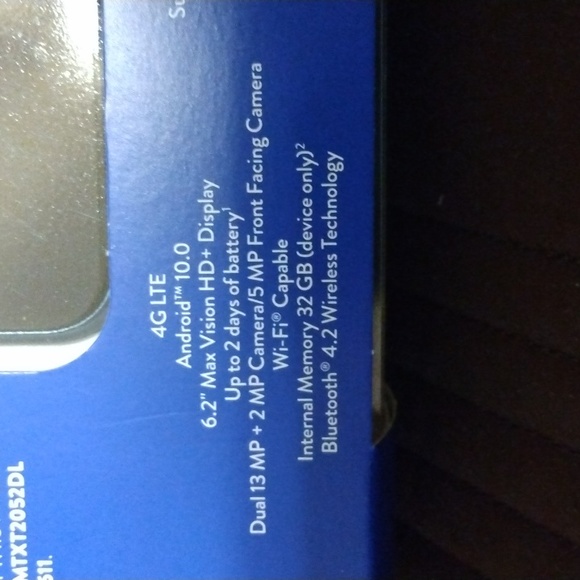 4G LTE
Android™ 10.0
6.2" Max Vision HD+ Display
Up to 2 days of battery¹
Dual 13 MP + 2 MP Camera/5 MP Front Facing Camera
Wi-Fi® Capable
Internal Memory 32 GB (device only)²
Bluetooth® 4.2 Wireless Technology
MTXT2052DL
611.